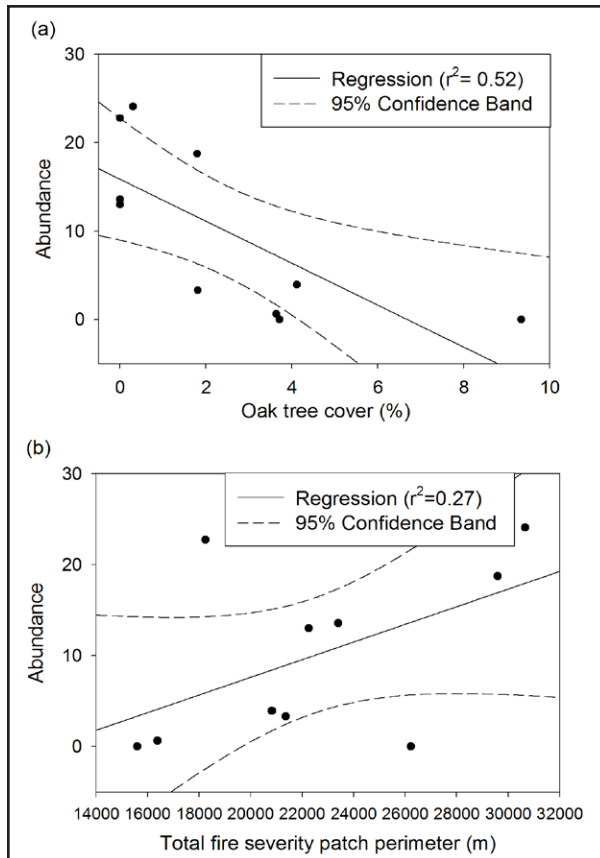 (a)
30
Regression (r²= 0.52)
95% Confidence Band
20
Abundance
10
0
0 2 4 6 8 10
Oak tree cover (%)
(b)
30
Regression (r²=0.27)
95% Confidence Band
20
Abundance
10
0
14000 16000 18000 20000 22000 24000 26000 28000 30000 32000
Total fire severity patch perimeter (m)